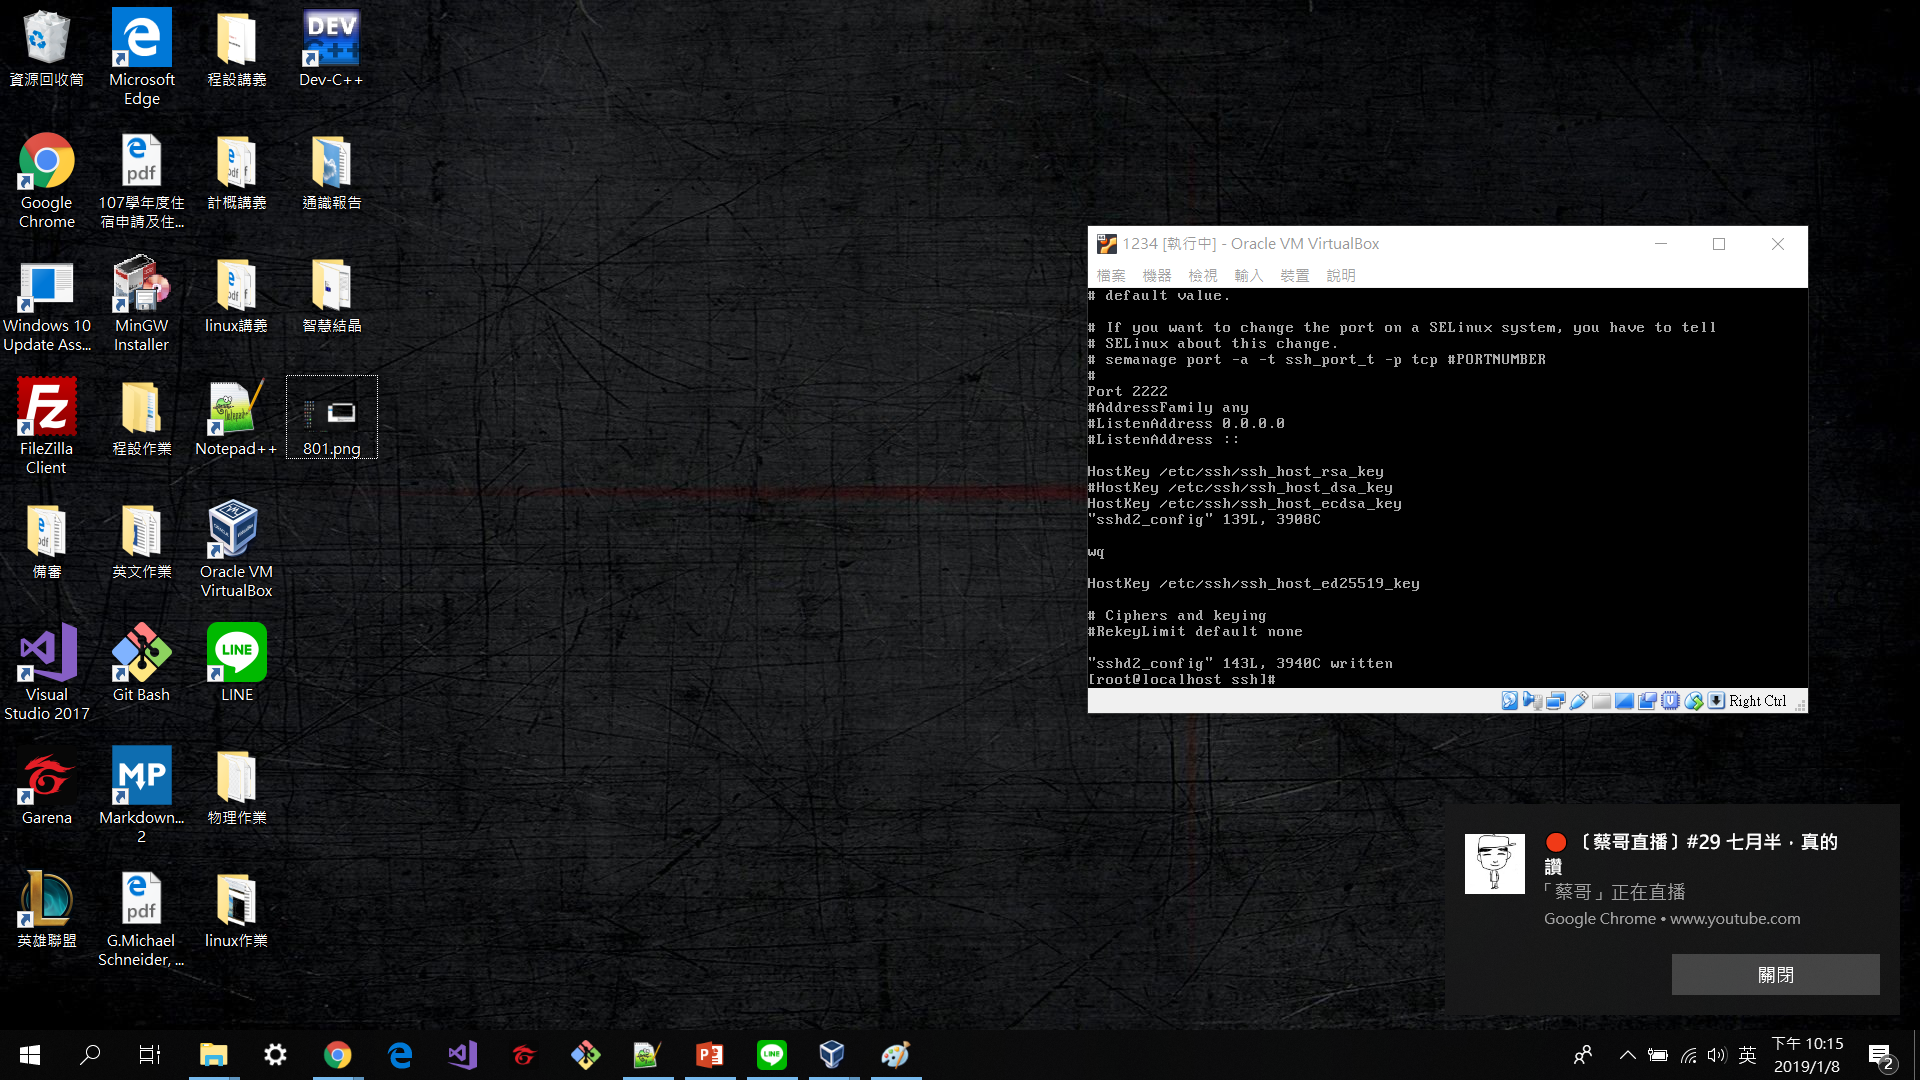 資源回收筒
Microsoft
Edge
程設講義
DEV
C++
Dev-C++
Google
Chrome
pdf
107學年度住
宿申請及住...
計概講義
通識報告
Windows 10
Update Ass...
MinGW
Installer
linux講義
智慧結晶
Fz
FileZilla
Client
程設作業
Notepad++
801.png
備審
英文作業
Oracle VM
VirtualBox
Visual
Studio 2017
Git Bash
LINE
LINE
Garena
MP
Markdown...
2
物理作業
英雄聯盟
pdf
G.Michael
Schneider, ...
linux作業
1234 [執行中] - Oracle VM VirtualBox
檔案 機器 檢視 輸入 裝置 說明
# default value.
# If you want to change the port on a SELinux system, you have to tell
# SELinux about this change.
# semanage port -a -t ssh_port_t -p tcp #PORTNUMBER
#
Port 2222
#AddressFamily any
#ListenAddress 0.0.0.0
#ListenAddress ::
HostKey /etc/ssh/ssh_host_rsa_key
#HostKey /etc/ssh/ssh_host_dsa_key
HostKey /etc/ssh/ssh_host_ecdsa_key
"sshd2_config" 139L, 3908C
wq
HostKey /etc/ssh/ssh_host_ed25519_key
# Ciphers and keying
#RekeyLimit default none
"sshd2_config" 143L, 3940C written
[root@localhost ssh]#
Right Ctrl
〔蔡哥直播〕#29 七月半・真的
讚
「蔡哥」正在直播
Google Chrome • www.youtube.com
關閉
LINE
英
下午 10:15
2019/1/8
2